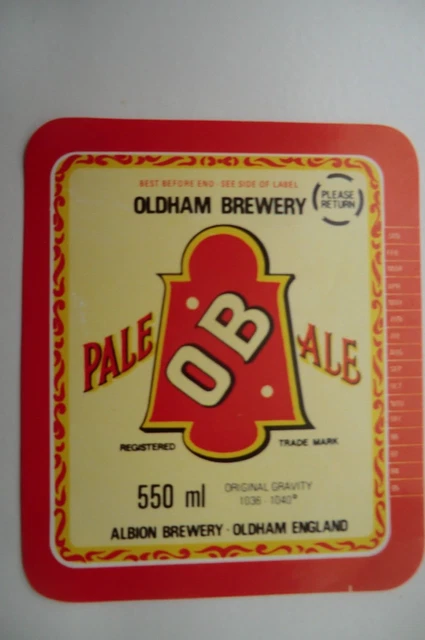 BEST BEFORE END - SEE SIDE OF LABEL
OLDHAM BREWERY
PLEASE
RETURN
OB
PALE ALE
REGISTERED TRADE MARK
550 ml
ORIGINAL GRAVITY
1036 - 1040°
ALBION BREWERY · OLDHAM ENGLAND